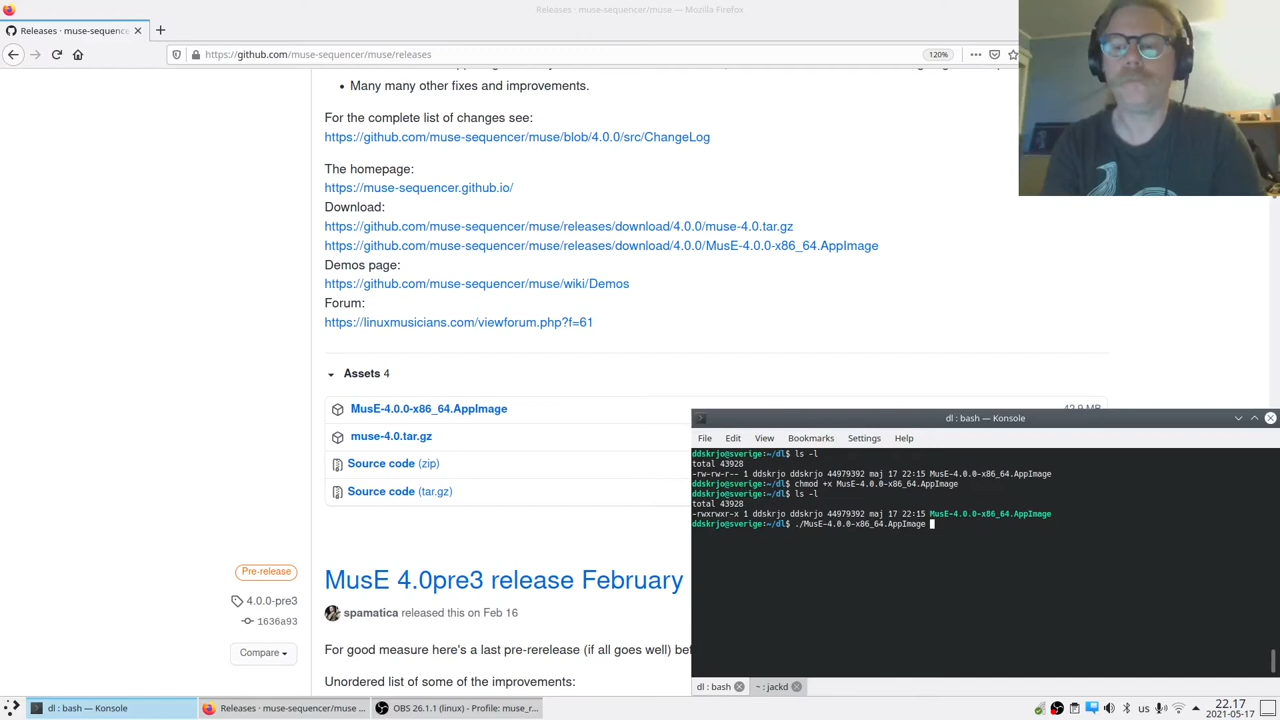 Releases · muse-sequencer/muse — Mozilla Firefox
Releases · muse-sequence
https://github.com/muse-sequencer/muse/releases
120%
Many many other fixes and improvements.
For the complete list of changes see:
https://github.com/muse-sequencer/muse/blob/4.0.0/src/ChangeLog
The homepage:
https://muse-sequencer.github.io/
Download:
https://github.com/muse-sequencer/muse/releases/download/4.0.0/muse-4.0.tar.gz
https://github.com/muse-sequencer/muse/releases/download/4.0.0/MusE-4.0.0-x86_64.AppImage
Demos page:
https://github.com/muse-sequencer/muse/wiki/Demos
Forum:
https://linuxmusicians.com/viewforum.php?f=61
Assets 4
MusE-4.0.0-x86_64.AppImage
muse-4.0.tar.gz
Source code (zip)
Source code (tar.gz)
Pre-release
4.0.0-pre3
1636a93
Compare
MusE 4.0pre3 release February
spamatica released this on Feb 16
For good measure here's a last pre-rerelease (if all goes well) bef
Unordered list of some of the improvements:
dl : bash — Konsole
File Edit View Bookmarks Settings Help
ddskrjo@sverige:~/dl$ ls -l
total 43928
-rw-rw-r-- 1 ddskrjo ddskrjo 44979392 maj 17 22:15 MusE-4.0.0-x86_64.AppImage
ddskrjo@sverige:~/dl$ chmod +x MusE-4.0.0-x86_64.AppImage
ddskrjo@sverige:~/dl$ ls -l
total 43928
-rwxrwxr-x 1 ddskrjo ddskrjo 44979392 maj 17 22:15 MusE-4.0.0-x86_64.AppImage
ddskrjo@sverige:~/dl$ ./MusE-4.0.0-x86_64.AppImage
dl : bash
~ : jackd
dl : bash — Konsole
Releases · muse-sequencer/muse ...
OBS 26.1.1 (linux) - Profile: muse_r...
us
22.17
2021-05-17